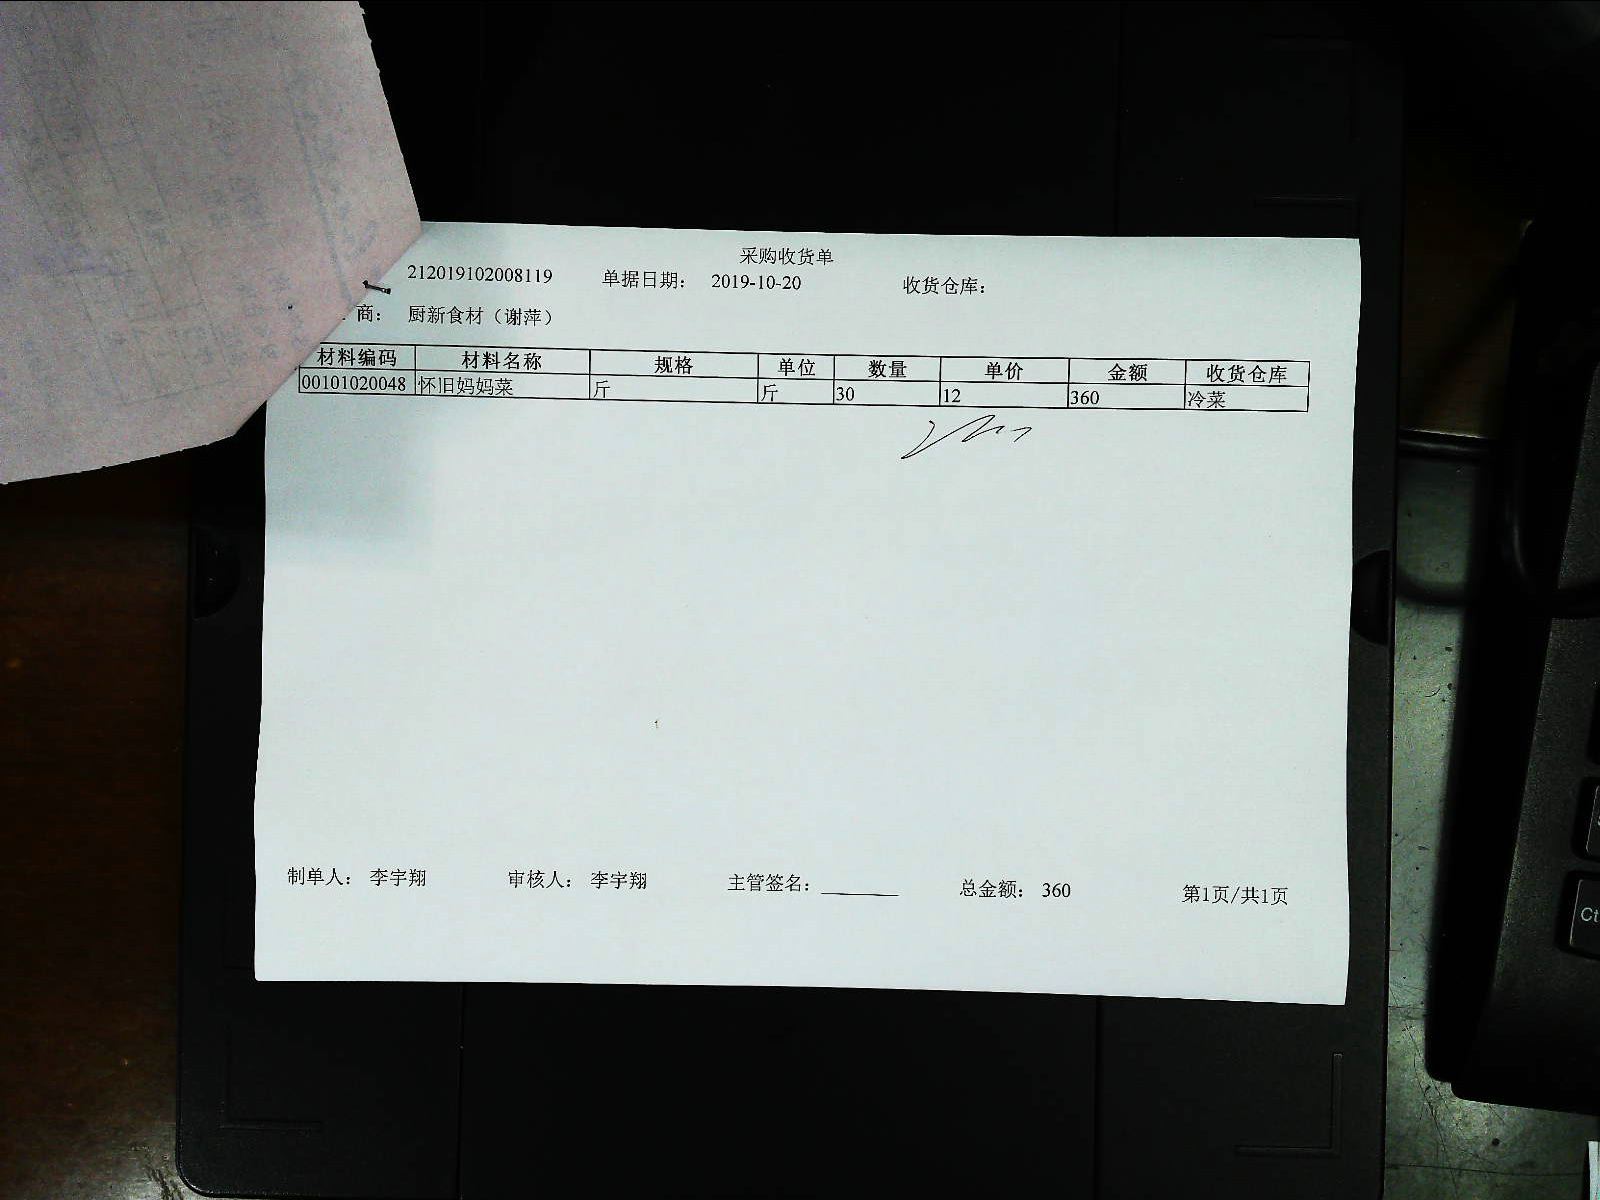 采购收货单
212019102008119 单据日期： 2019-10-20 收货仓库：
商： 厨新食材（谢萍）
材料编码 材料名称 规格 单位 数量 单价 金额 收货仓库
00101020048 怀旧妈妈菜 斤 斤 30 12 360 冷菜
制单人： 李宇翔 审核人： 李宇翔 主管签名： 总金额： 360 第1页/共1页